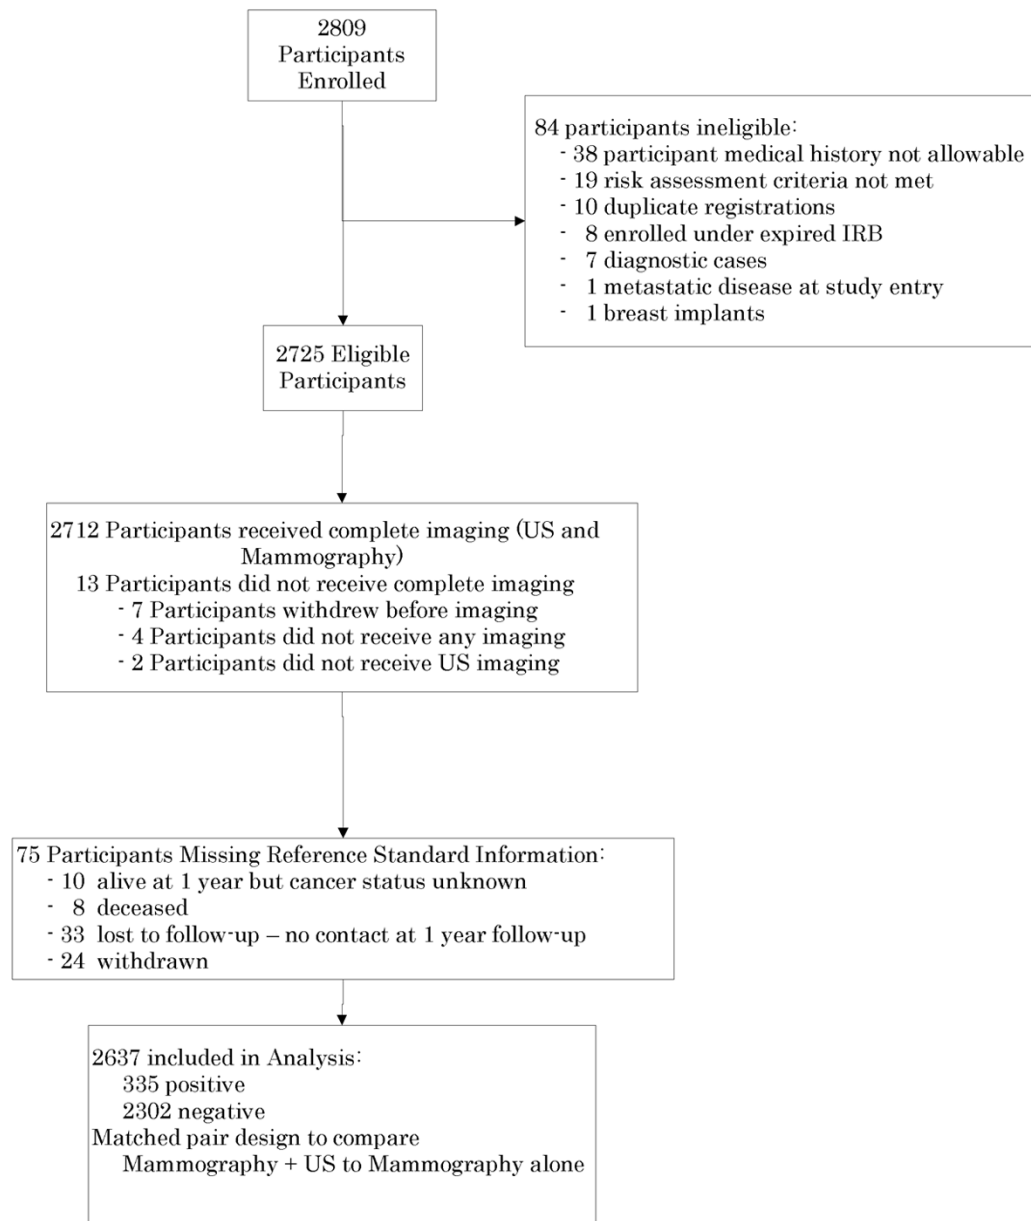 2809
Participants
Enrolled
84 participants ineligible:
- 38 participant medical history not allowable
- 19 risk assessment criteria not met
- 10 duplicate registrations
- 8 enrolled under expired IRB
- 7 diagnostic cases
- 1 metastatic disease at study entry
- 1 breast implants
2725 Eligible
Participants
2712 Participants received complete imaging (US and
Mammography)
13 Participants did not receive complete imaging
- 7 Participants withdrew before imaging
- 4 Participants did not receive any imaging
- 2 Participants did not receive US imaging
75 Participants Missing Reference Standard Information:
- 10 alive at 1 year but cancer status unknown
- 8 deceased
- 33 lost to follow-up – no contact at 1 year follow-up
- 24 withdrawn
2637 included in Analysis:
335 positive
2302 negative
Matched pair design to compare
Mammography + US to Mammography alone